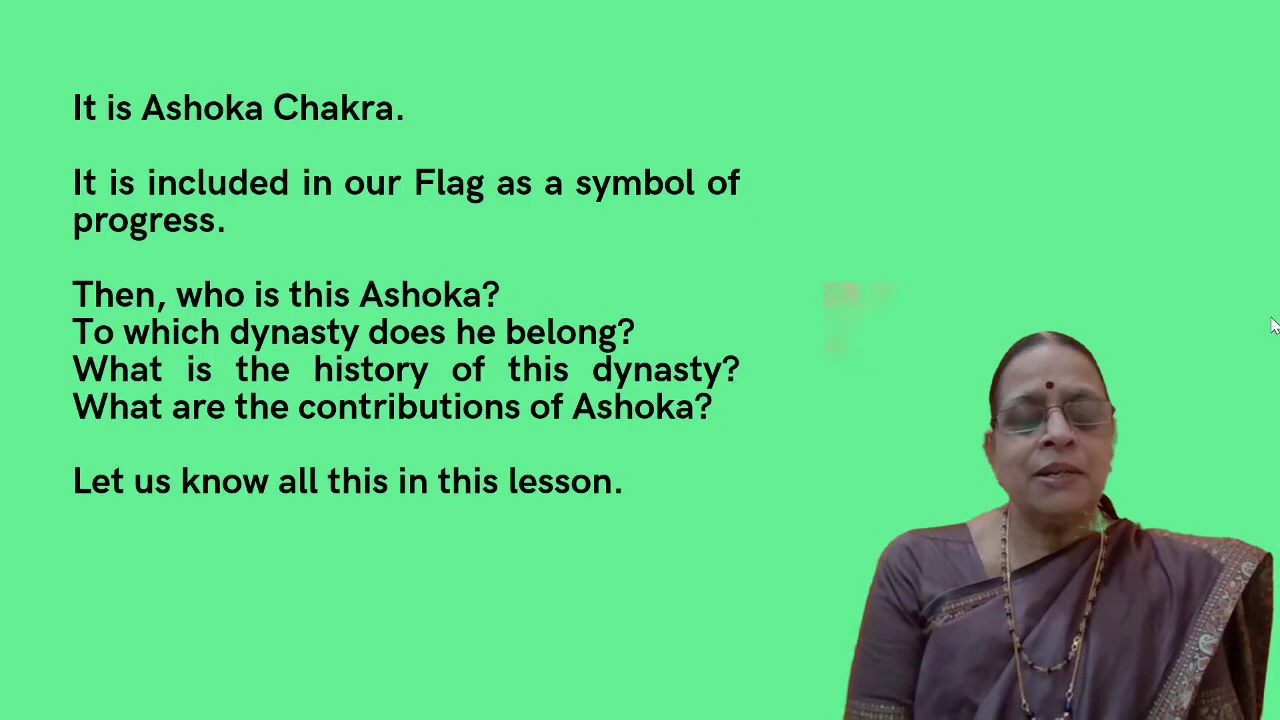 It is Ashoka Chakra.
It is included in our Flag as a symbol of
progress.
Then, who is this Ashoka?
To which dynasty does he belong?
What is the history of this dynasty?
What are the contributions of Ashoka?
Let us know all this in this lesson.